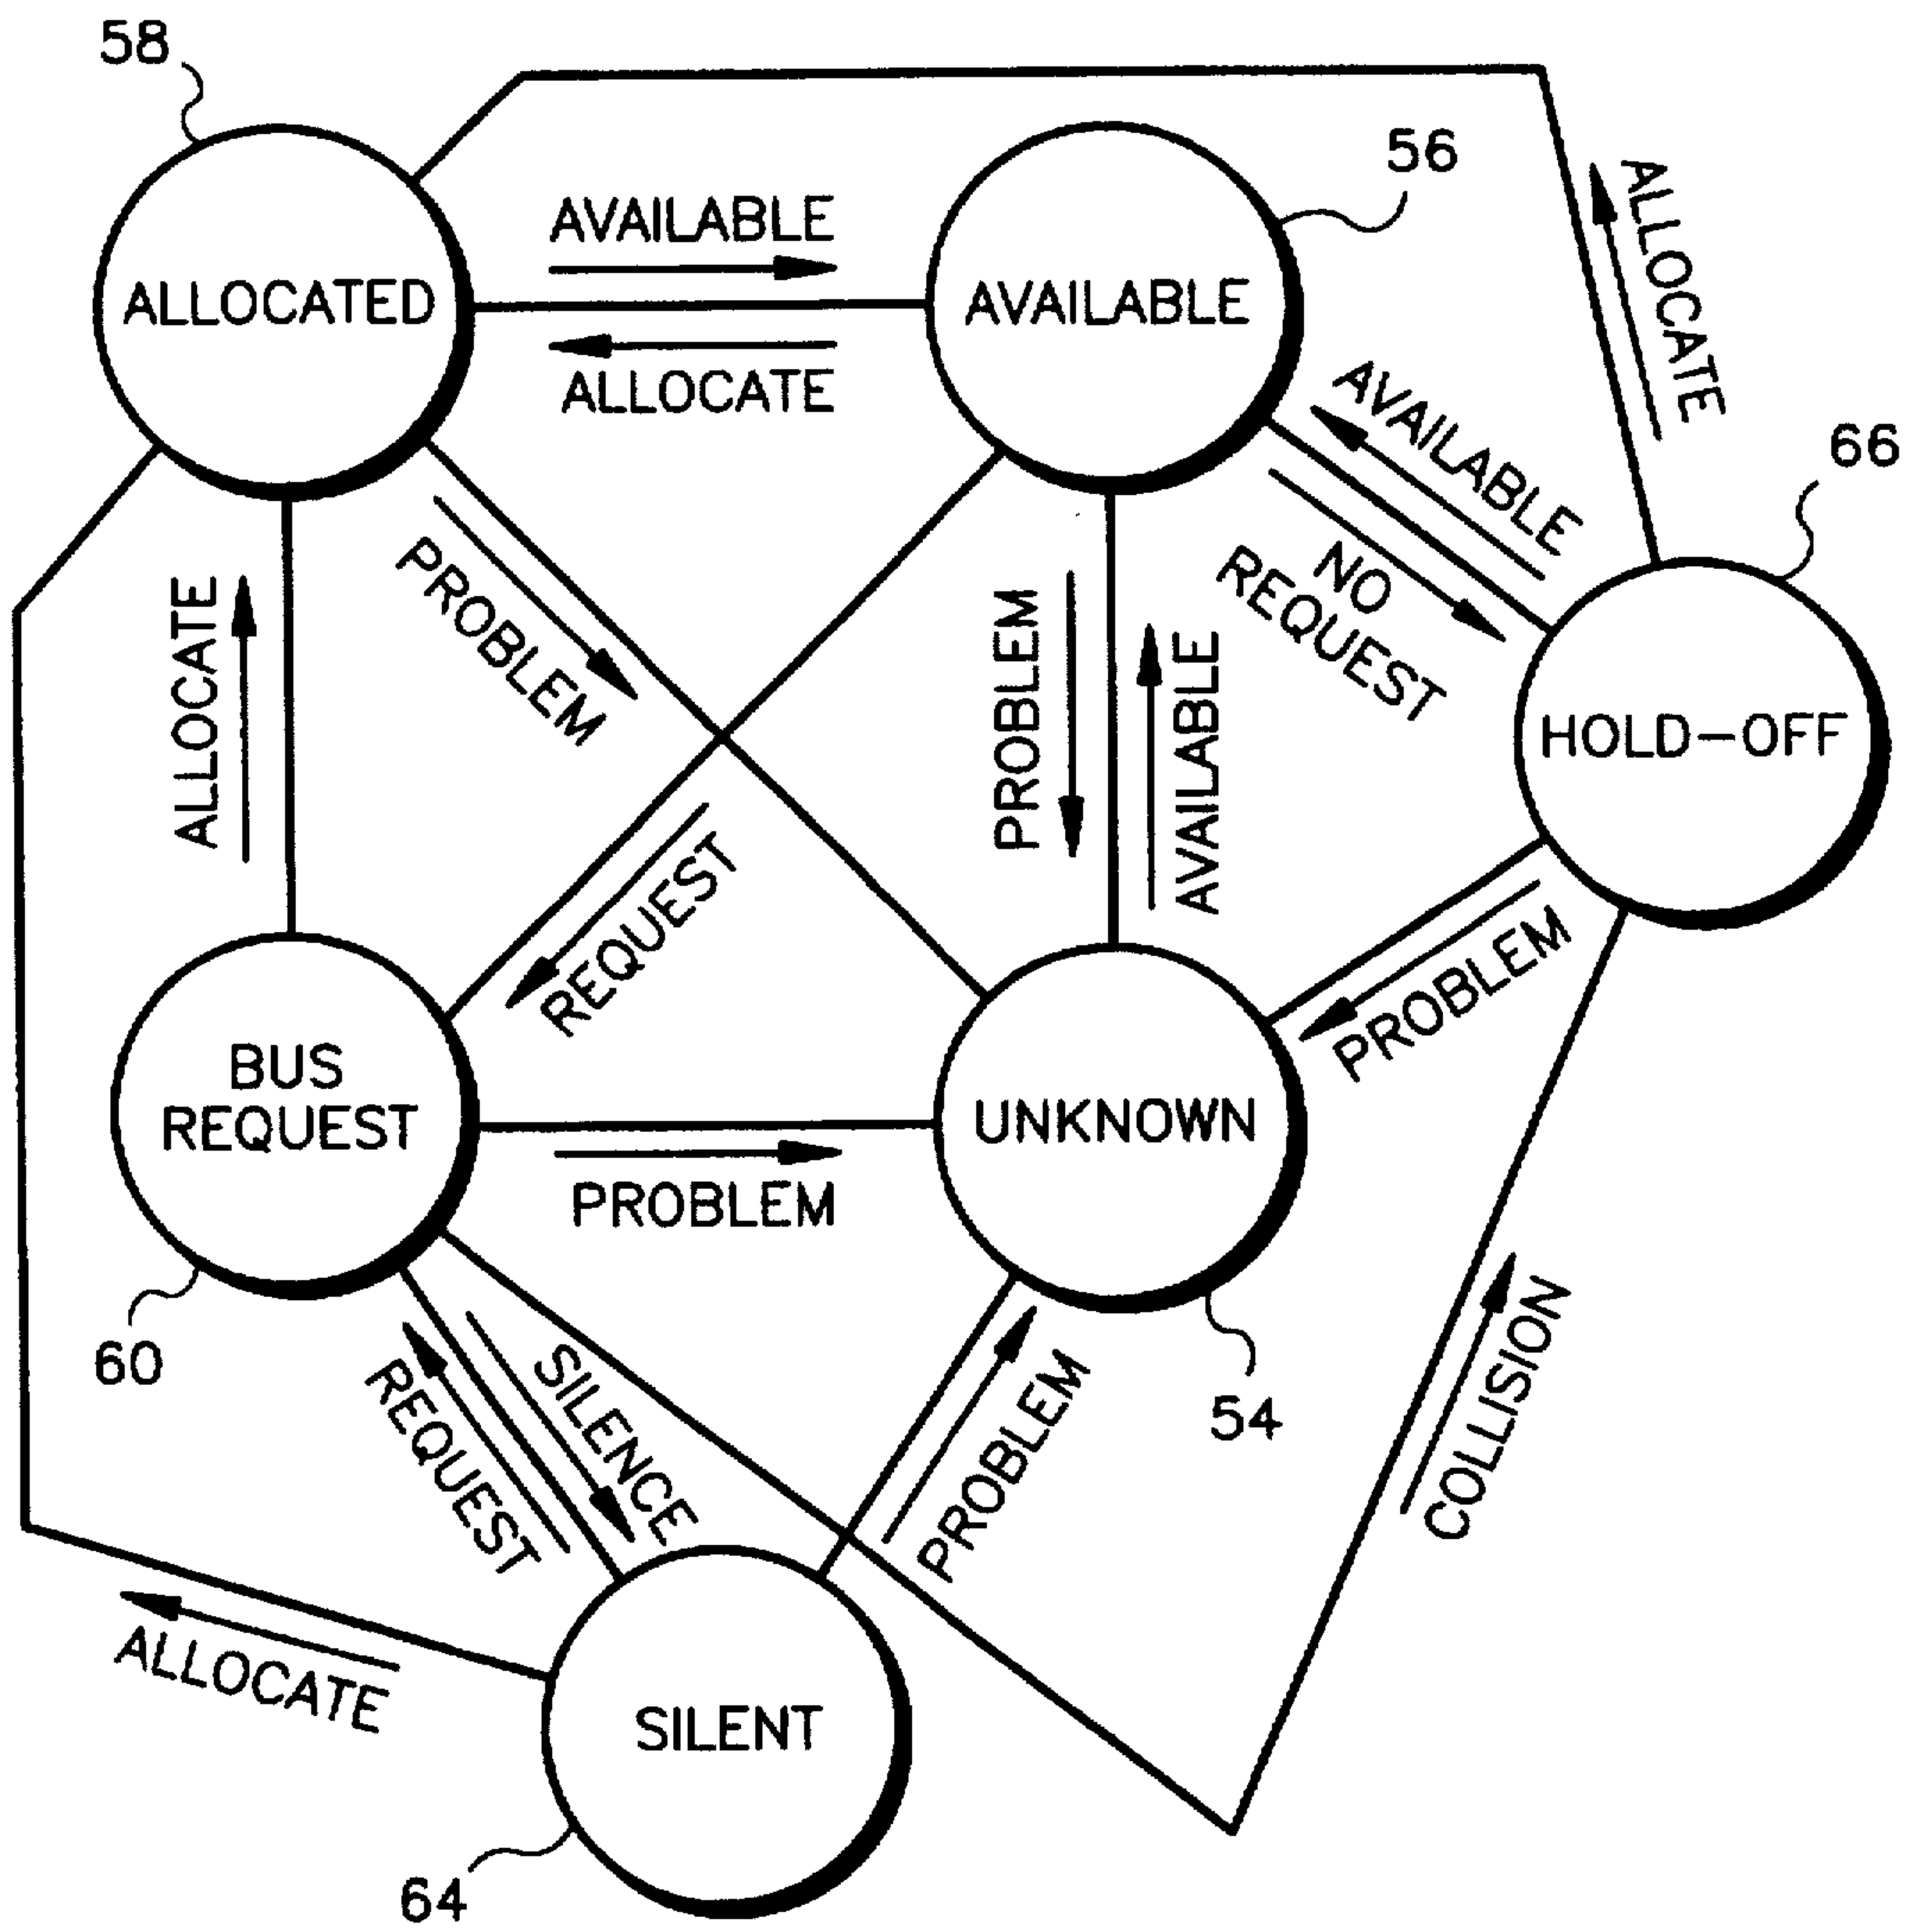 58
56
AVAILABLE
ALLOCATE
ALLOCATED
AVAILABLE
ALLOCATE
AVAILABLE
66
PROBLEM
ALLOCATE
NO
REQUEST
PROBLEM
AVAILABLE
HOLD-OFF
REQUEST
PROBLEM
BUS
REQUEST
UNKNOWN
PROBLEM
60
REQUEST
SILENCE
PROBLEM
54
COLLISION
ALLOCATE
SILENT
64